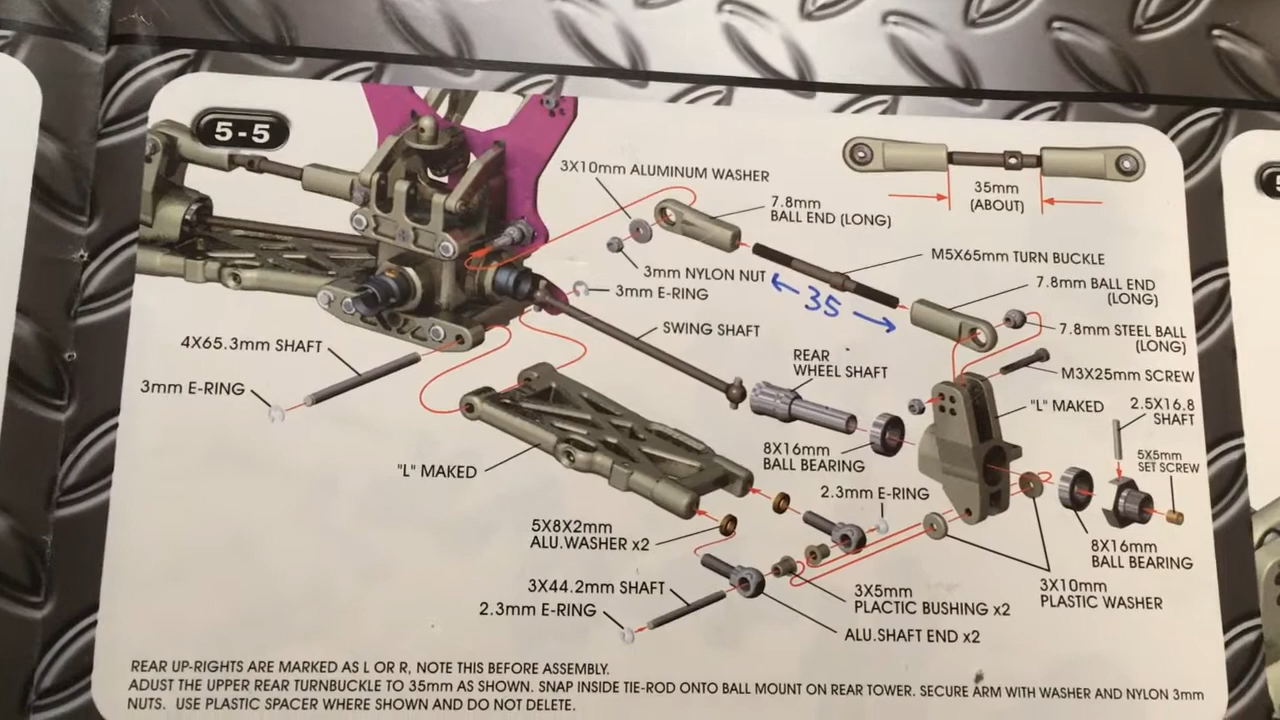 5-5
3X10mm ALUMINUM WASHER
7.8mm
BALL END (LONG)
35mm
(ABOUT)
M5X65mm TURN BUCKLE
3mm NYLON NUT
3mm E-RING
←35→
7.8mm BALL END
(LONG)
7.8mm STEEL BALL
(LONG)
SWING SHAFT
4X65.3mm SHAFT
3mm E-RING
REAR
WHEEL SHAFT
M3X25mm SCREW
"L" MAKED
2.5X16.8
SHAFT
8X16mm
BALL BEARING
5X5mm
SET SCREW
"L" MAKED
2.3mm E-RING
5X8X2mm
ALU.WASHER x2
8X16mm
BALL BEARING
3X44.2mm SHAFT
2.3mm E-RING
3X5mm
PLACTIC BUSHING x2
3X10mm
PLASTIC WASHER
ALU.SHAFT END x2
REAR UP-RIGHTS ARE MARKED AS L OR R, NOTE THIS BEFORE ASSEMBLY.
ADUST THE UPPER REAR TURNBUCKLE TO 35mm AS SHOWN. SNAP INSIDE TIE-ROD ONTO BALL MOUNT ON REAR TOWER. SECURE ARM WITH WASHER AND NYLON 3mm
NUTS. USE PLASTIC SPACER WHERE SHOWN AND DO NOT DELETE.